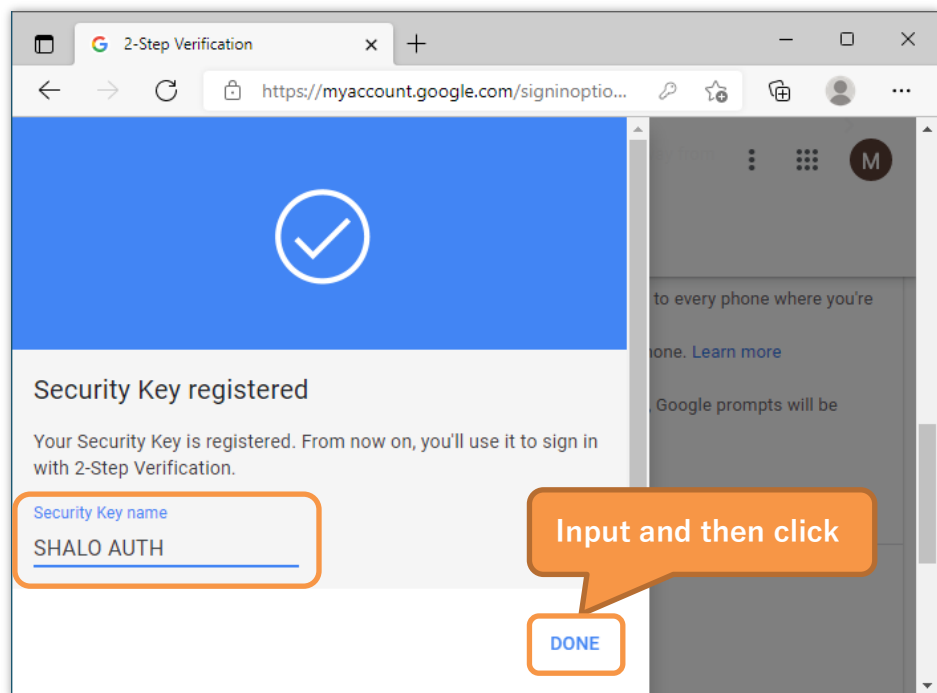 2-Step Verification
https://myaccount.google.com/signinoptio...
from
M
to every phone where you're
hone. Learn more
, Google prompts will be
Security Key registered
Your Security Key is registered. From now on, you'll use it to sign in
with 2-Step Verification.
Security Key name
SHALO AUTH
Input and then click
DONE